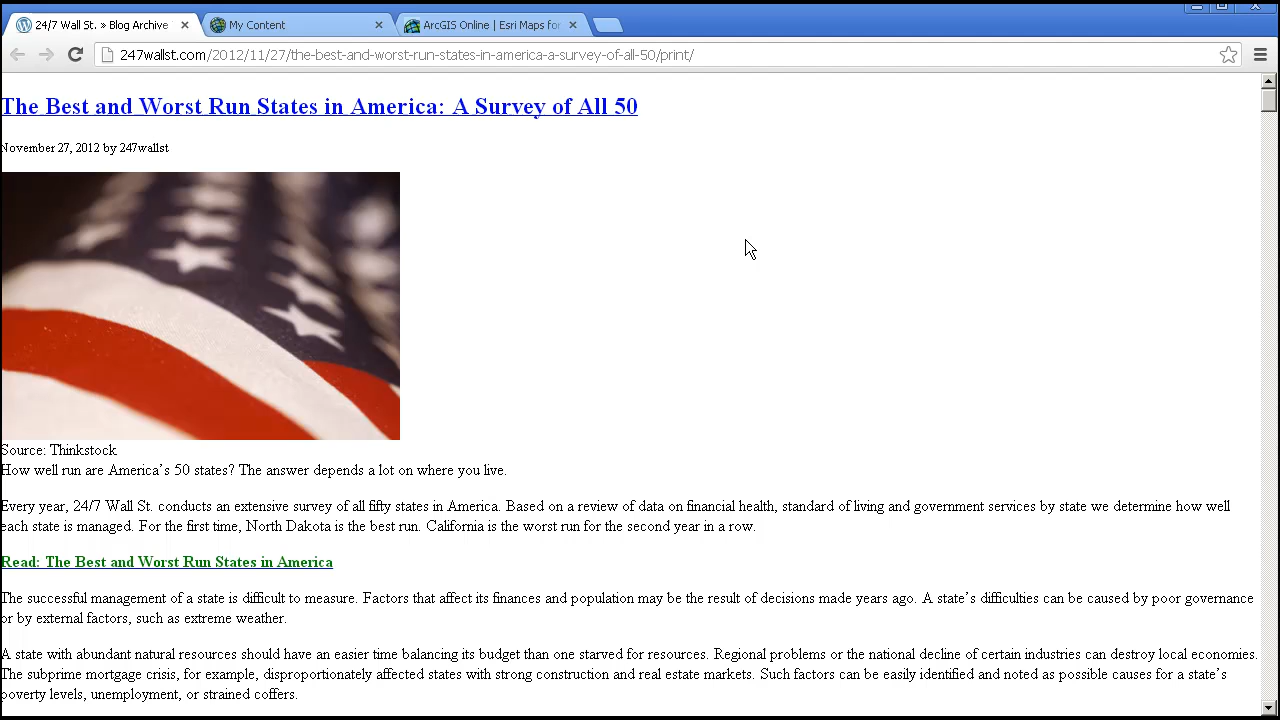 24/7 Wall St. » Blog Archive
My Content
ArcGIS Online | Esri Maps for
247wallst.com/2012/11/27/the-best-and-worst-run-states-in-america-a-survey-of-all-50/print/
The Best and Worst Run States in America: A Survey of All 50
November 27, 2012 by 247wallst
Source: Thinkstock
How well run are America's 50 states? The answer depends a lot on where you live.
Every year, 24/7 Wall St. conducts an extensive survey of all fifty states in America. Based on a review of data on financial health, standard of living and government services by state we determine how well
each state is managed. For the first time, North Dakota is the best run. California is the worst run for the second year in a row.
Read: The Best and Worst Run States in America
The successful management of a state is difficult to measure. Factors that affect its finances and population may be the result of decisions made years ago. A state's difficulties can be caused by poor governance
or by external factors, such as extreme weather.
A state with abundant natural resources should have an easier time balancing its budget than one starved for resources. Regional problems or the national decline of certain industries can destroy local economies.
The subprime mortgage crisis, for example, disproportionately affected states with strong construction and real estate markets. Such factors can be easily identified and noted as possible causes for a state's
poverty levels, unemployment, or strained coffers.